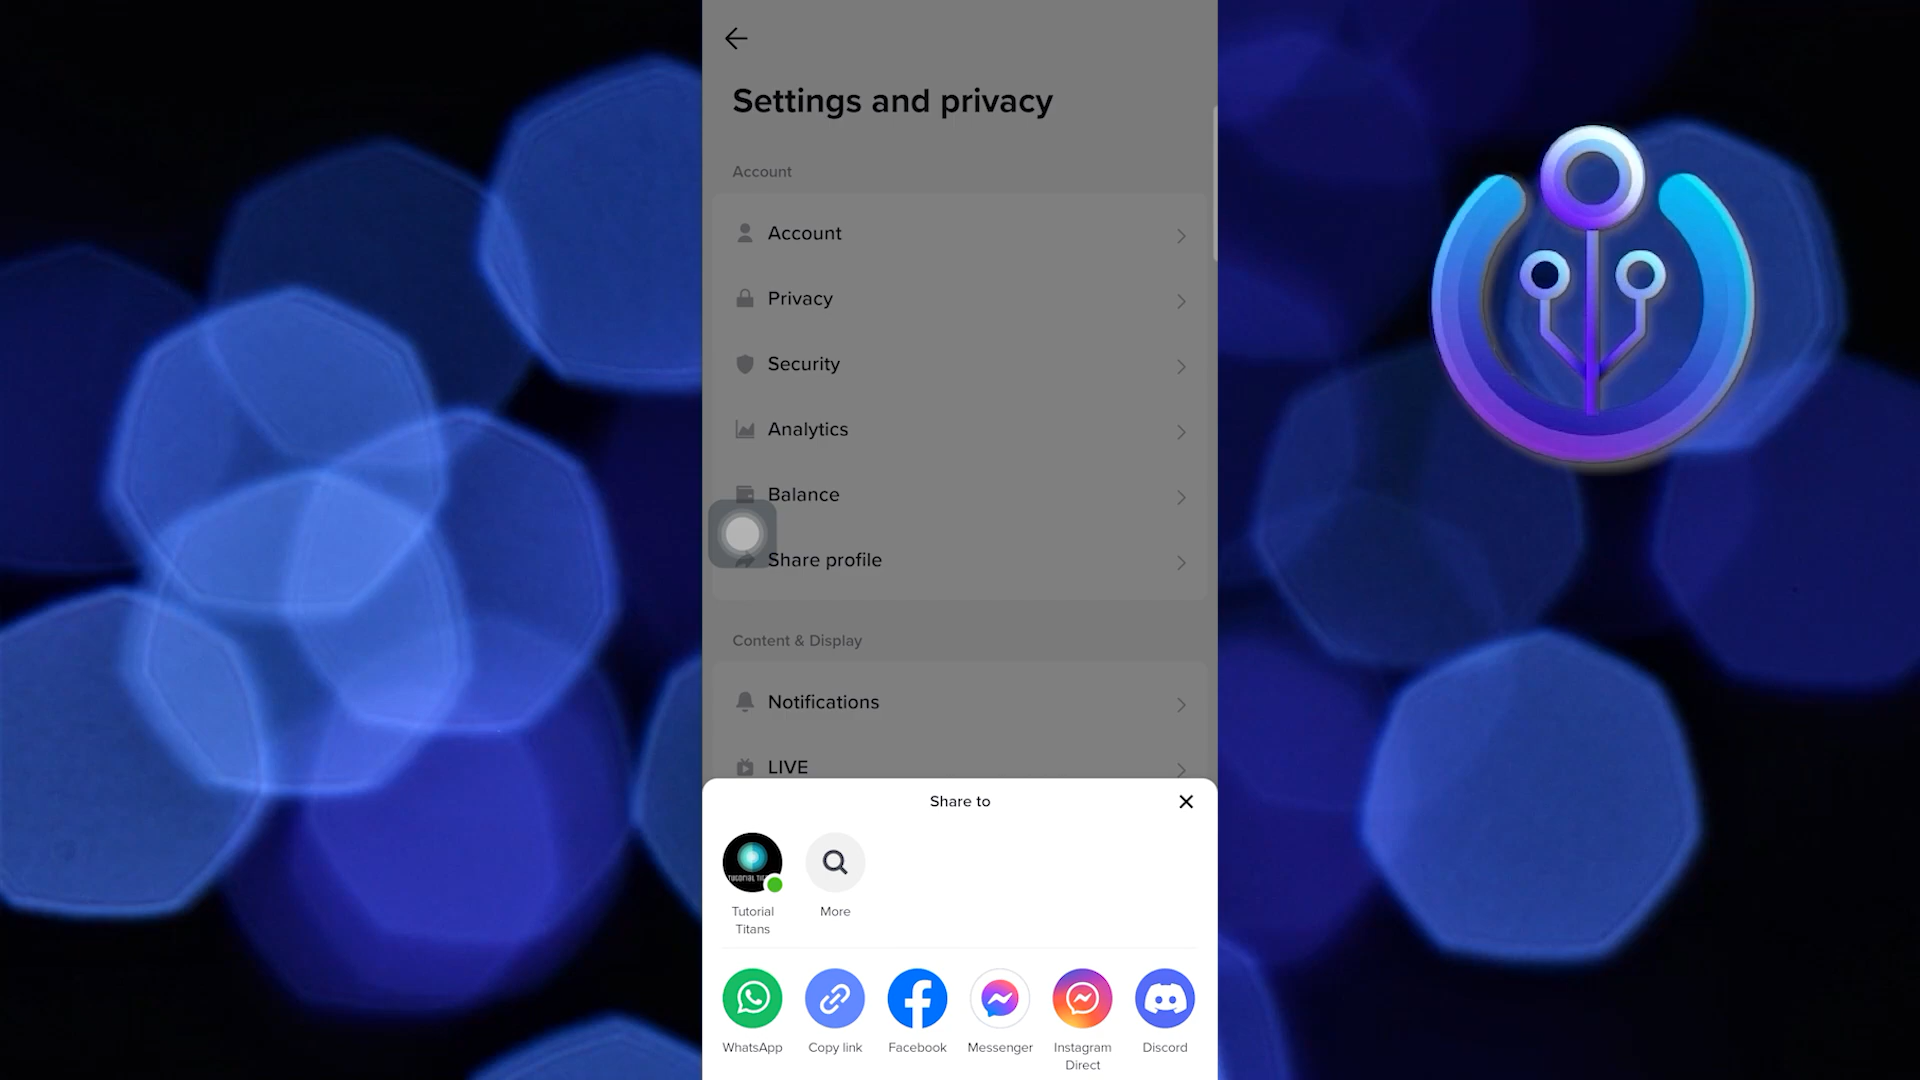 Settings and privacy
Account
Account
Privacy
Security
Analytics
Balance
Share profile
Content & Display
Notifications
LIVE
Share to
Tutorial
Titans
More
WhatsApp
Copy link
Facebook
Messenger
Instagram
Direct
Discord